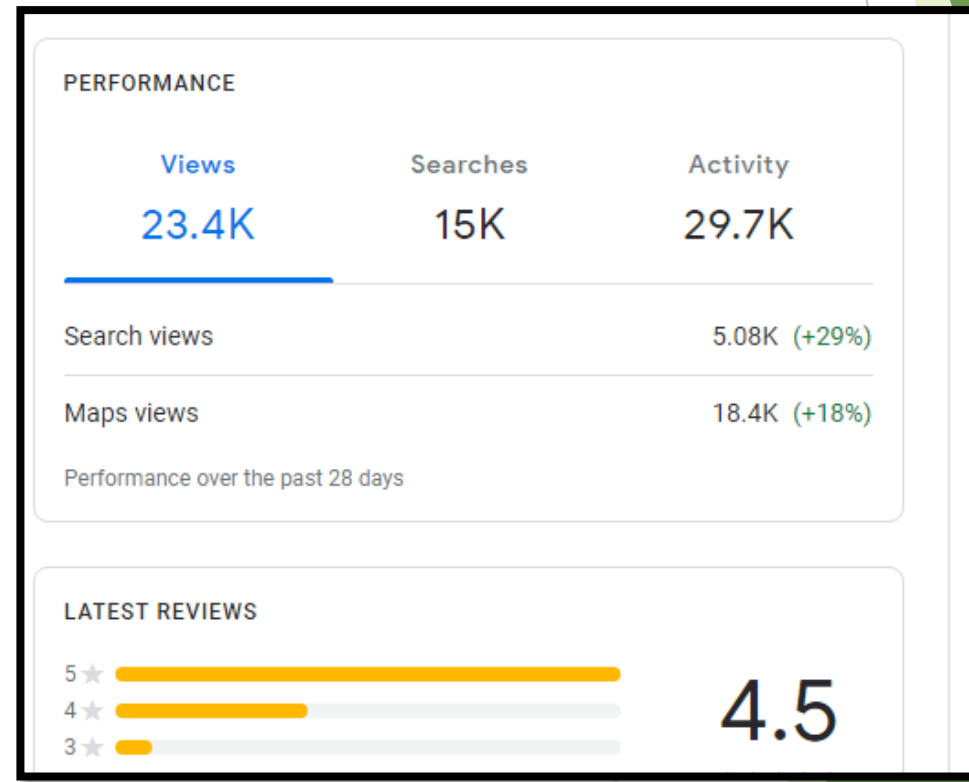 PERFORMANCE
Views Searches Activity
23.4K 15K 29.7K
Search views 5.08K (+29%)
Maps views 18.4K (+18%)
Performance over the past 28 days
LATEST REVIEWS
5
4
3
4.5